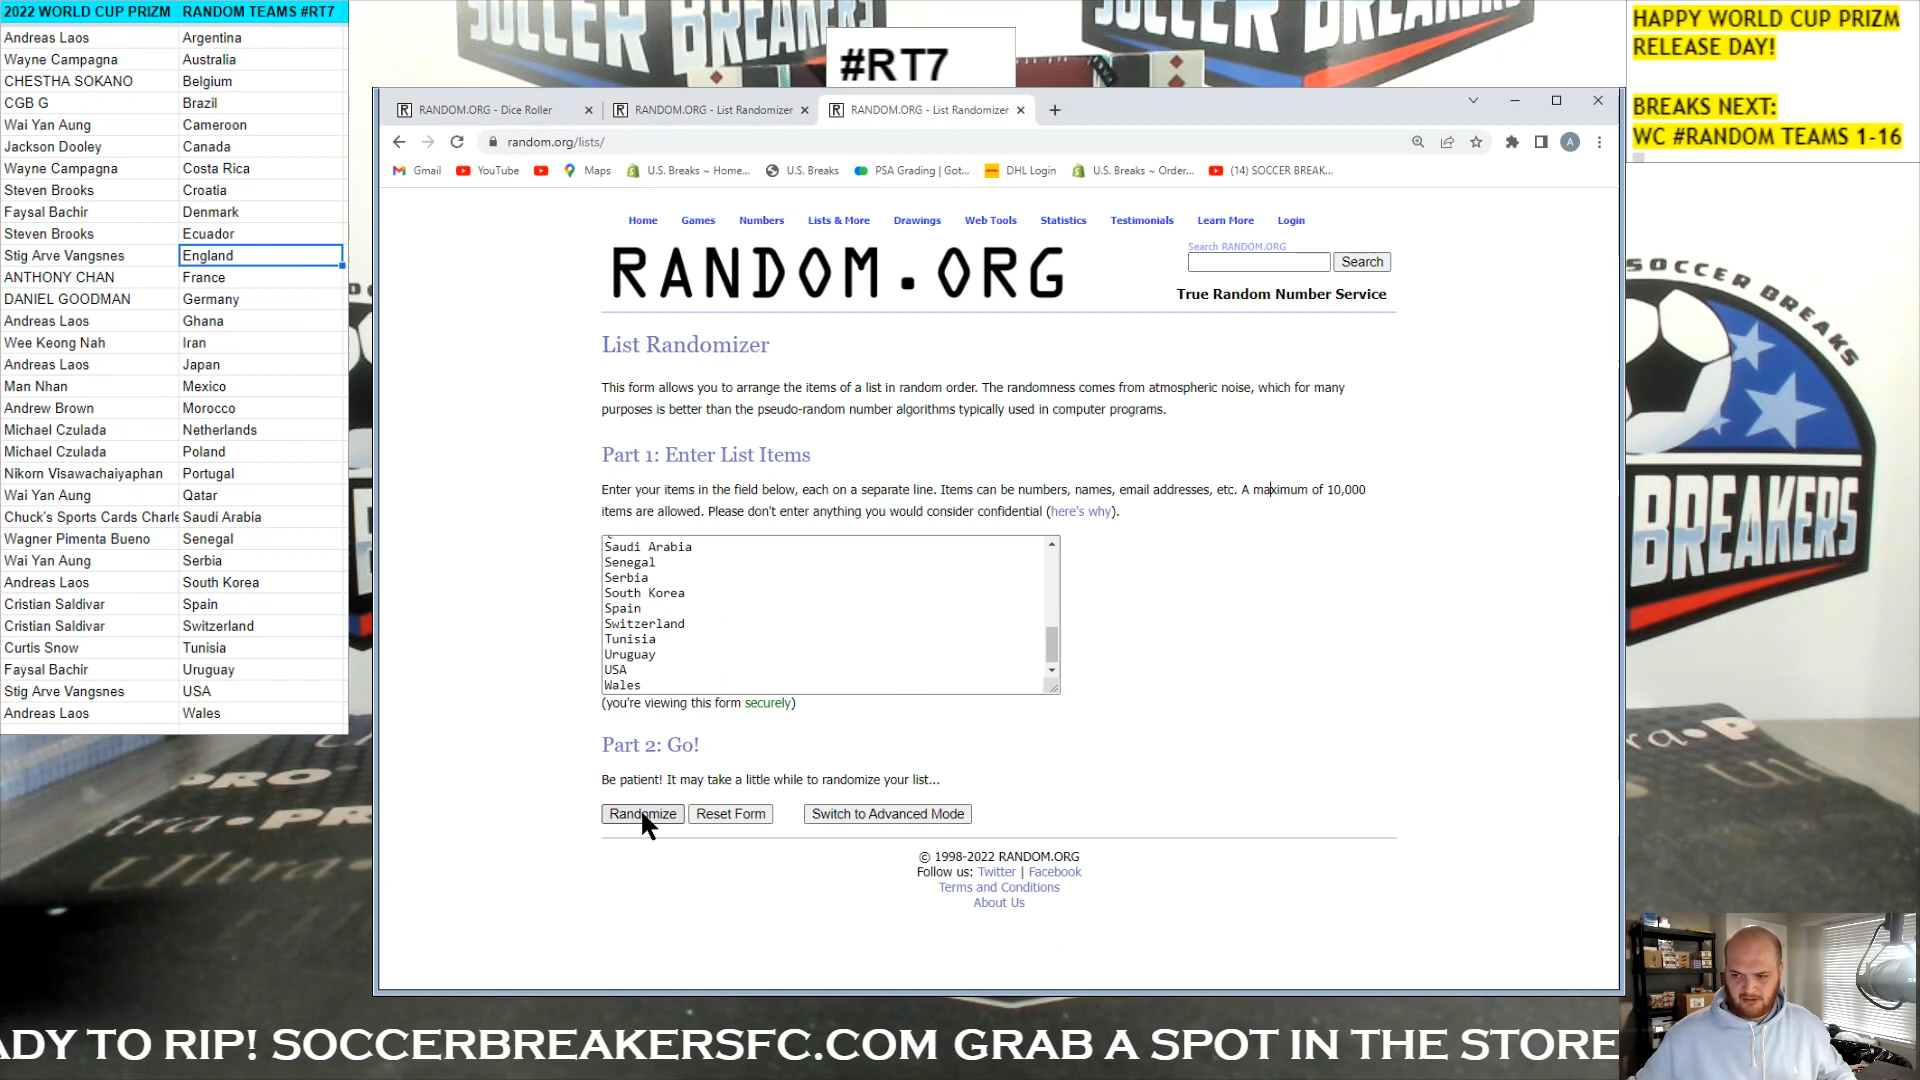 2022 WORLD CUP PRIZM RANDOM TEAMS #RT7
Andreas Laos Argentina
Wayne Campagna Australia
CHESTHA SOKANO Belgium
CGB G Brazil
Wai Yan Aung Cameroon
Jackson Dooley Canada
Wayne Campagna Costa Rica
Steven Brooks Croatia
Faysal Bachir Denmark
Steven Brooks Ecuador
Stig Arve Vangsnes England
ANTHONY CHAN France
DANIEL GOODMAN Germany
Andreas Laos Ghana
Wee Keong Nah Iran
Andreas Laos Japan
Man Nhan Mexico
Andrew Brown Morocco
Michael Czulada Netherlands
Michael Czulada Poland
Nikorn Visawachaiyaphan Portugal
Wai Yan Aung Qatar
Chuck's Sports Cards Charle Saudi Arabia
Wagner Pimenta Bueno Senegal
Wai Yan Aung Serbia
Andreas Laos South Korea
Cristian Saldivar Spain
Cristian Saldivar Switzerland
Curtis Snow Tunisia
Faysal Bachir Uruguay
Stig Arve Vangsnes USA
Andreas Laos Wales
#RT7
HAPPY WORLD CUP PRIZM
RELEASE DAY!
BREAKS NEXT:
WC #RANDOM TEAMS 1-16
RANDOM.ORG - Dice Roller
RANDOM.ORG - List Randomizer
RANDOM.ORG - List Randomizer
random.org/lists/
Gmail YouTube Maps U.S. Breaks ~ Home... U.S. Breaks PSA Grading | Got... DHL Login U.S. Breaks ~ Order... (14) SOCCER BREAK...
Home Games Numbers Lists & More Drawings Web Tools Statistics Testimonials Learn More Login
RANDOM.ORG
Search RANDOM.ORG
Search
True Random Number Service
List Randomizer
This form allows you to arrange the items of a list in random order. The randomness comes from atmospheric noise, which for many
purposes is better than the pseudo-random number algorithms typically used in computer programs.
Part 1: Enter List Items
Enter your items in the field below, each on a separate line. Items can be numbers, names, email addresses, etc. A maximum of 10,000
items are allowed. Please don't enter anything you would consider confidential (here's why).
Saudi Arabia
Senegal
Serbia
South Korea
Spain
Switzerland
Tunisia
Uruguay
USA
Wales
(you're viewing this form securely)
Part 2: Go!
Be patient! It may take a little while to randomize your list...
Randomize Reset Form Switch to Advanced Mode
© 1998-2022 RANDOM.ORG
Follow us: Twitter | Facebook
Terms and Conditions
About Us
SOCCER BREAKS
BREAKERS
ADY TO RIP! SOCCERBREAKERSFC.COM GRAB A SPOT IN THE STORE